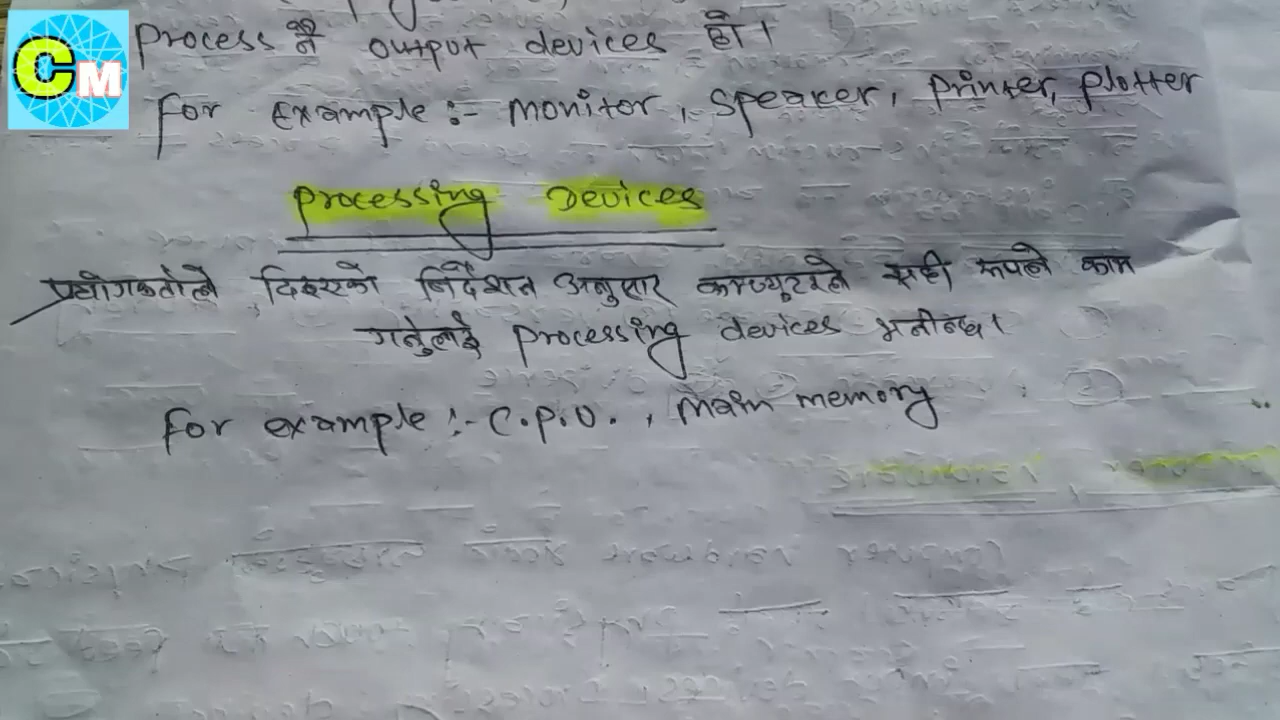 CM
process नै output devices हो।
for example :- monitor, speaker, printer, plotter
processing Devices
प्रयोगकर्ताले दिइएको निर्देशन अनुसार कम्प्युटरले सही रूपले काम
गर्नुलाई processing devices भनीन्छ।
for example :- C.P.U. , main memory